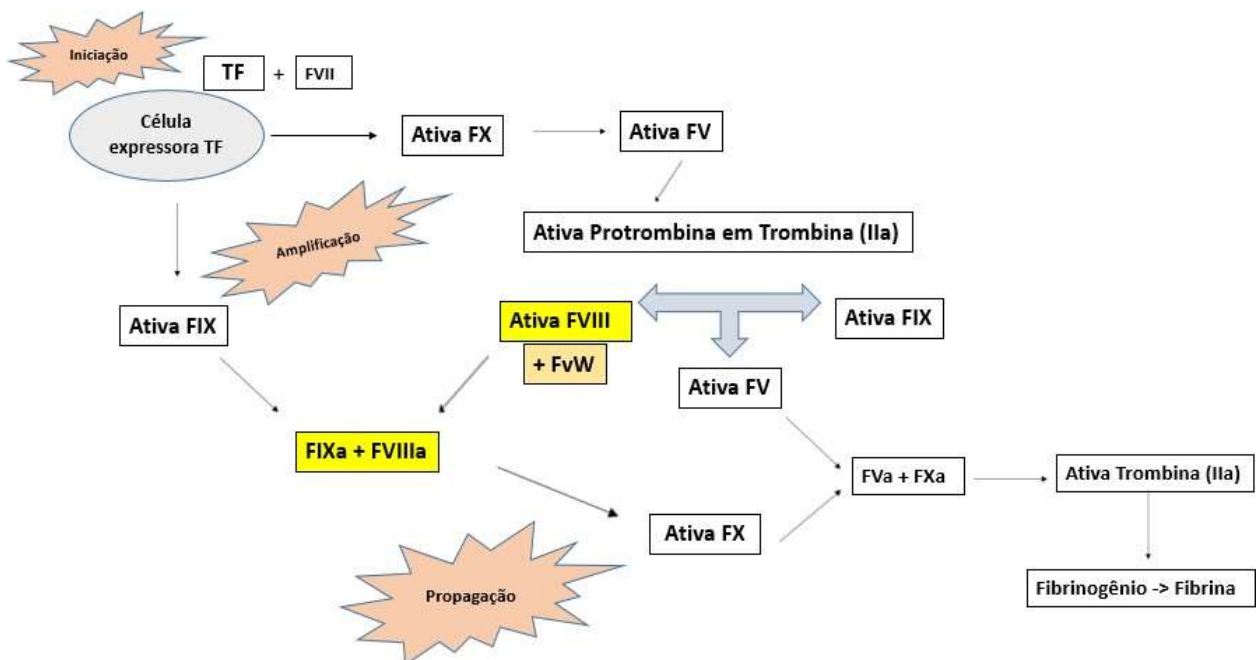 Iniciação
TF + FVII
Célula
expressora TF
Ativa FX
Ativa FV
Ativa Protrombina em Trombina (IIa)
Amplificação
Ativa FIX
Ativa FVIII
+ FvW
Ativa FIX
Ativa FV
FIXa + FVIIIa
FVa + FXa
Ativa Trombina (IIa)
Ativa FX
Propagação
Fibrinogênio -> Fibrina